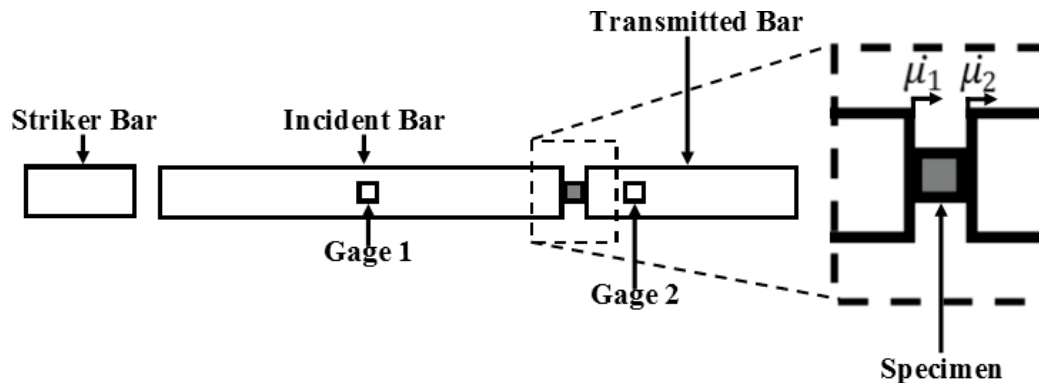 Transmitted Bar
μ̇1 μ̇2
Striker Bar
Incident Bar
Gage 1
Gage 2
Specimen